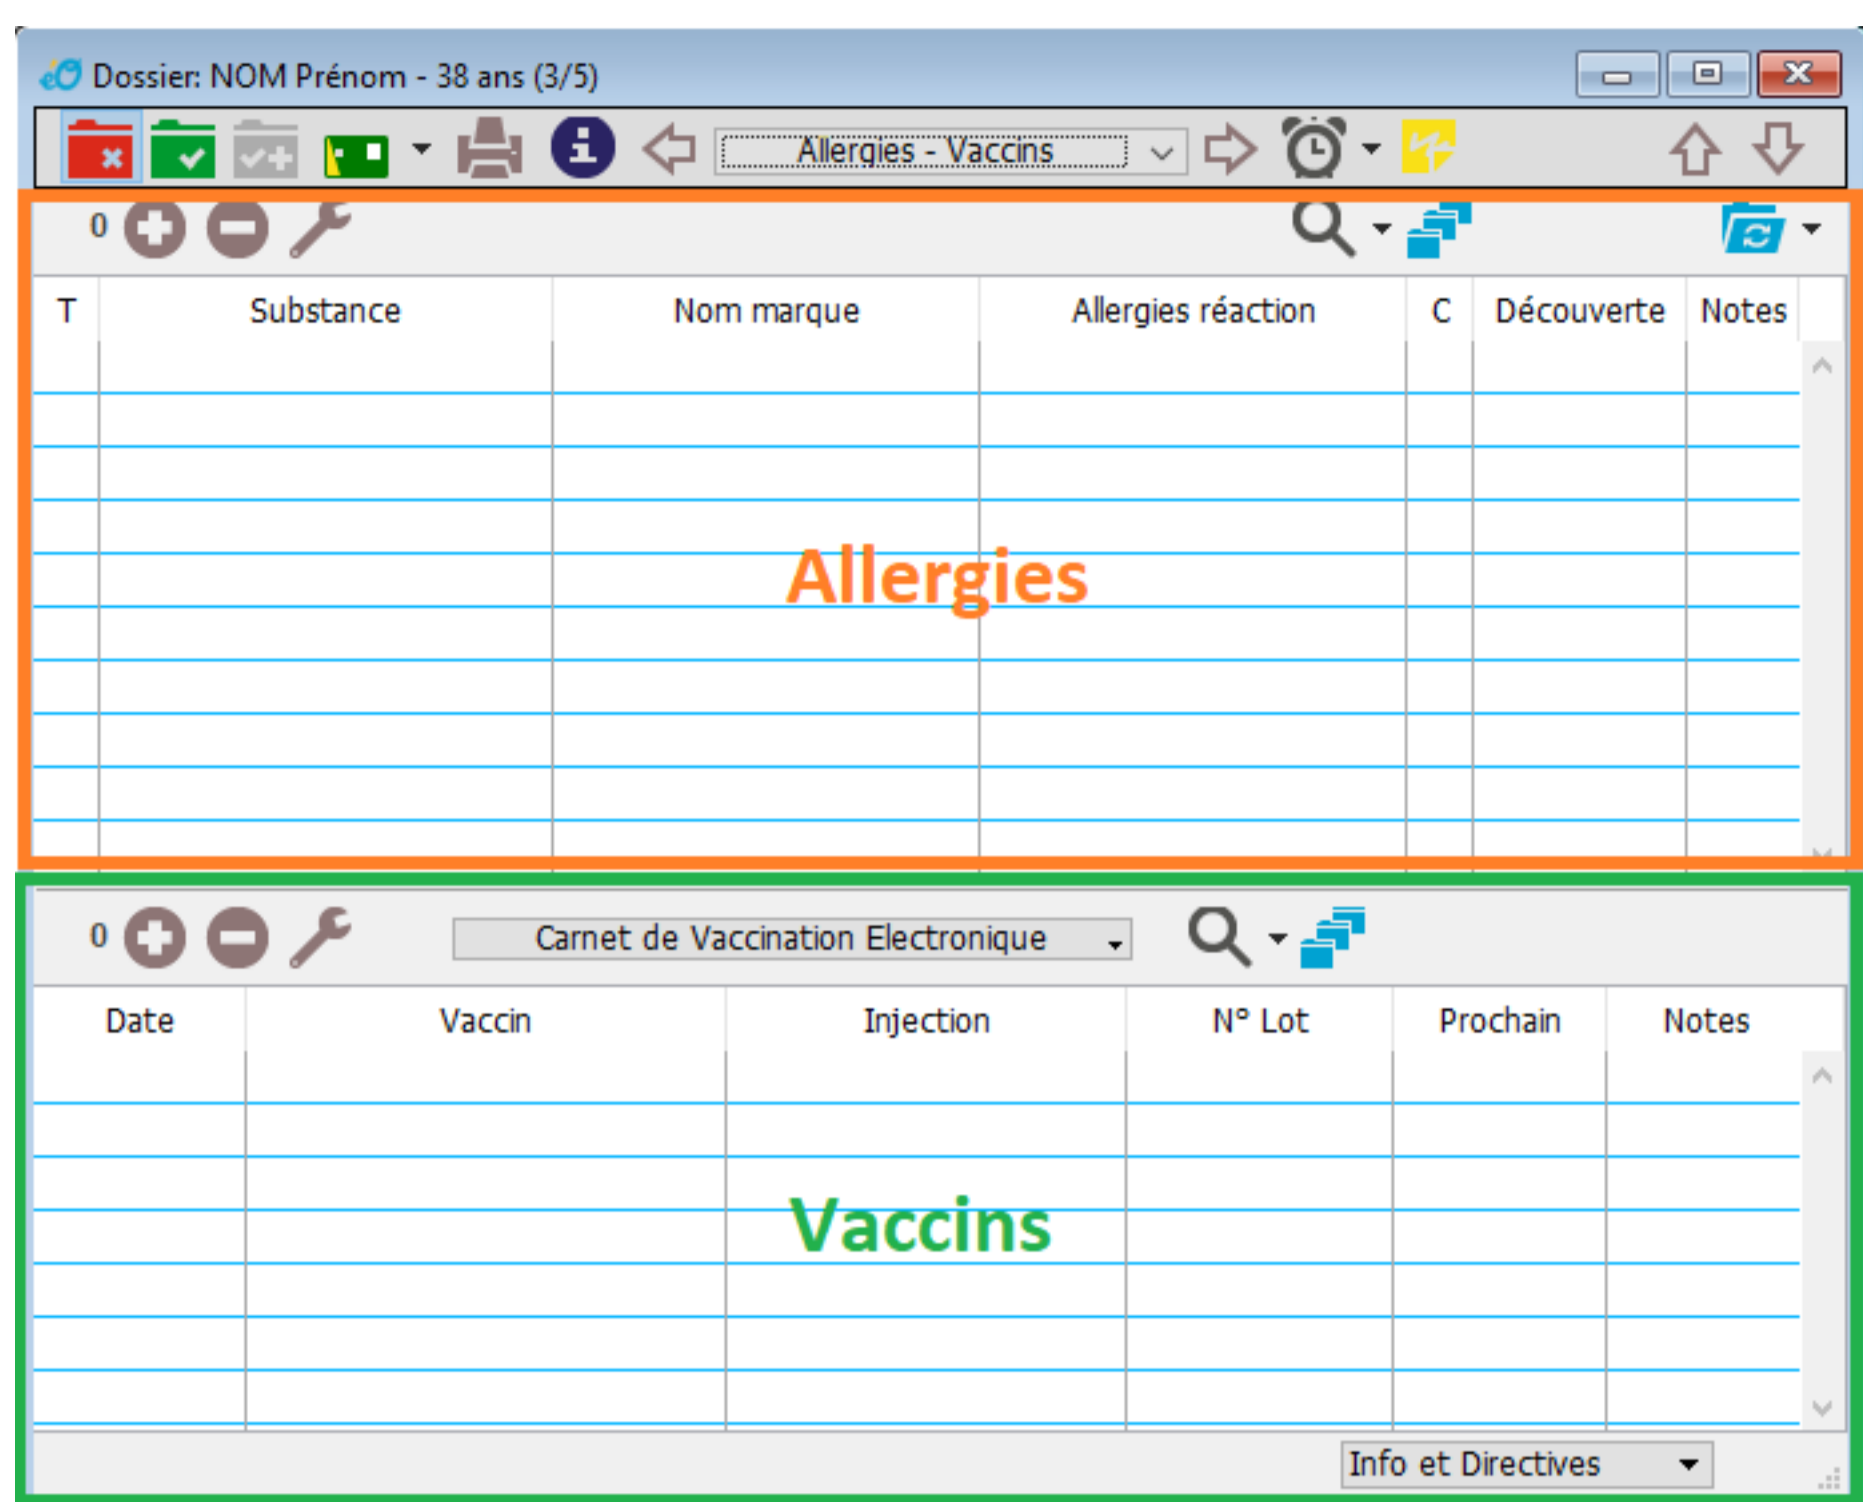 eO Dossier: NOM Prénom - 38 ans (3/5)
Allergies - Vaccins
0
T Substance Nom marque Allergies réaction C Découverte Notes
Allergies
0 Carnet de Vaccination Electronique
Date Vaccin Injection N° Lot Prochain Notes
Vaccins
Info et Directives